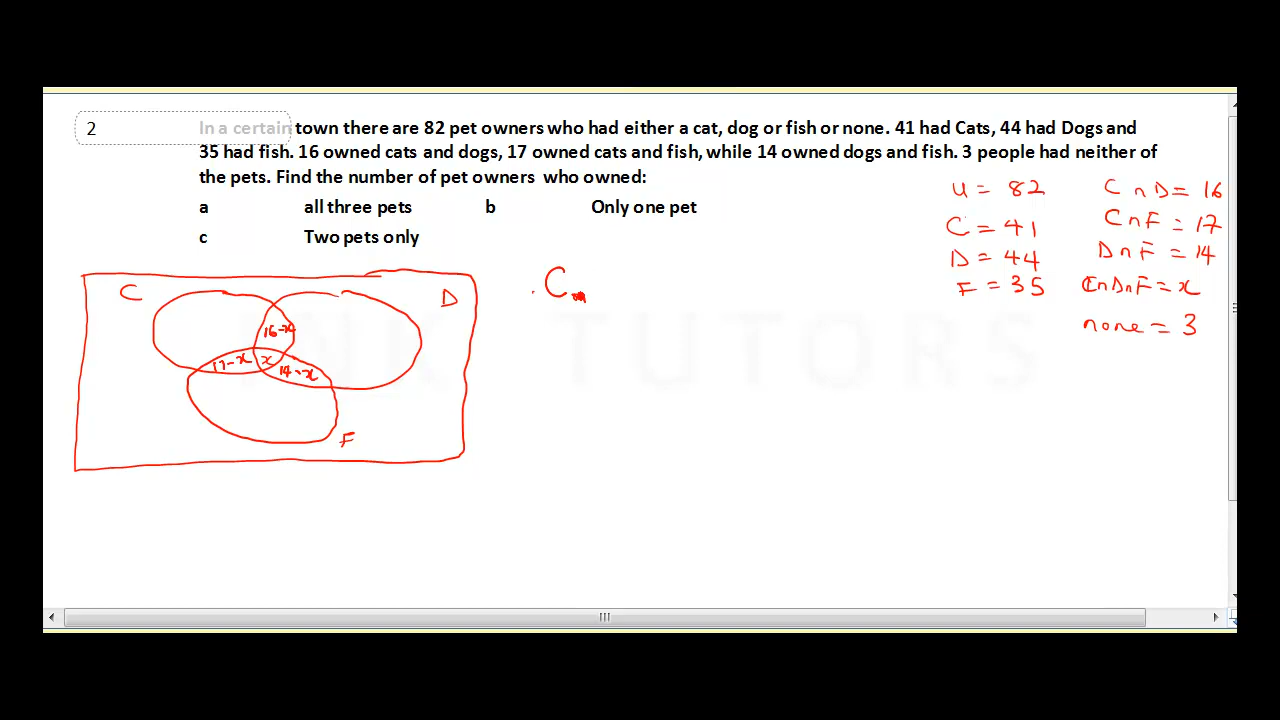 2
In a certain town there are 82 pet owners who had either a cat, dog or fish or none. 41 had Cats, 44 had Dogs and
35 had fish. 16 owned cats and dogs, 17 owned cats and fish, while 14 owned dogs and fish. 3 people had neither of
the pets. Find the number of pet owners who owned:
a all three pets b Only one pet
c Two pets only
U = 82 C n D = 16
C = 41 C n F = 17
D = 44 D n F = 14
F = 35 C n D n F = x
none = 3
C D
16-x
17-x x 14-x
F
C
TUTORS